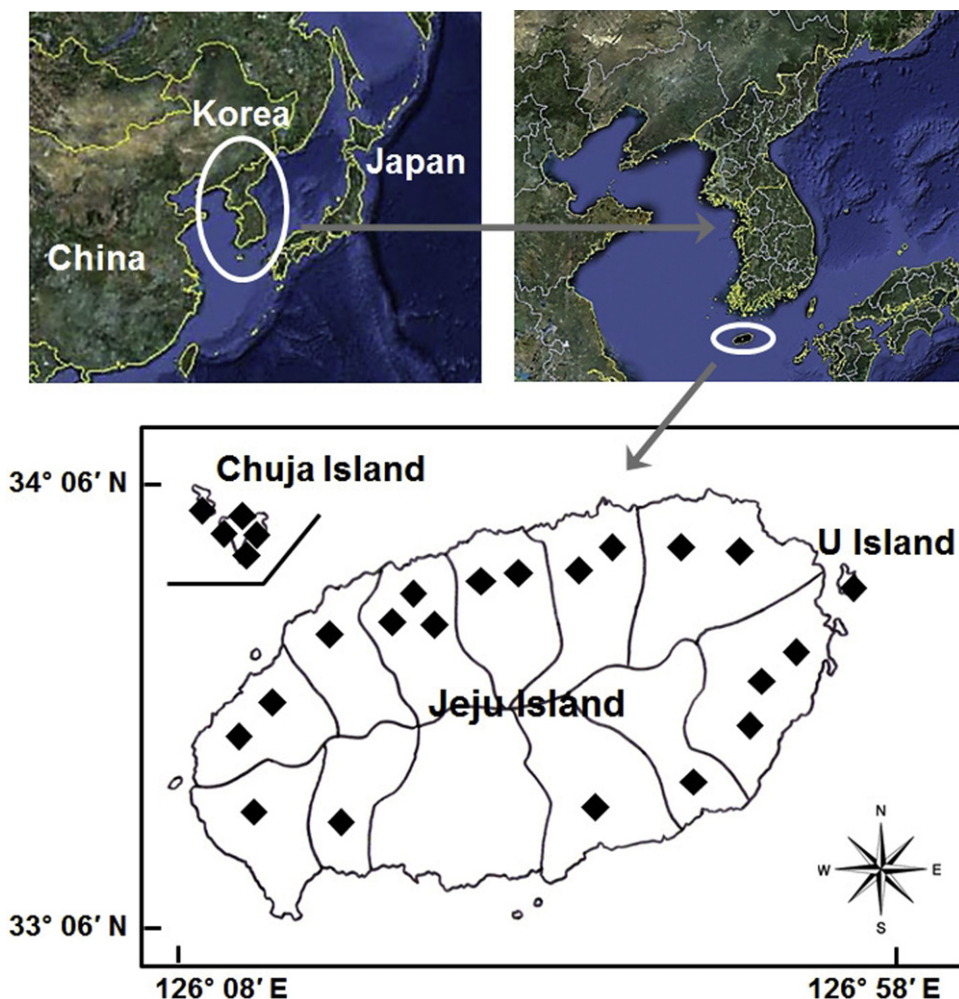 Korea
Japan
China
34° 06′ N
Chuja Island
U Island
Jeju Island
N
W
E
S
33° 06′ N
126° 08′ E
126° 58′ E